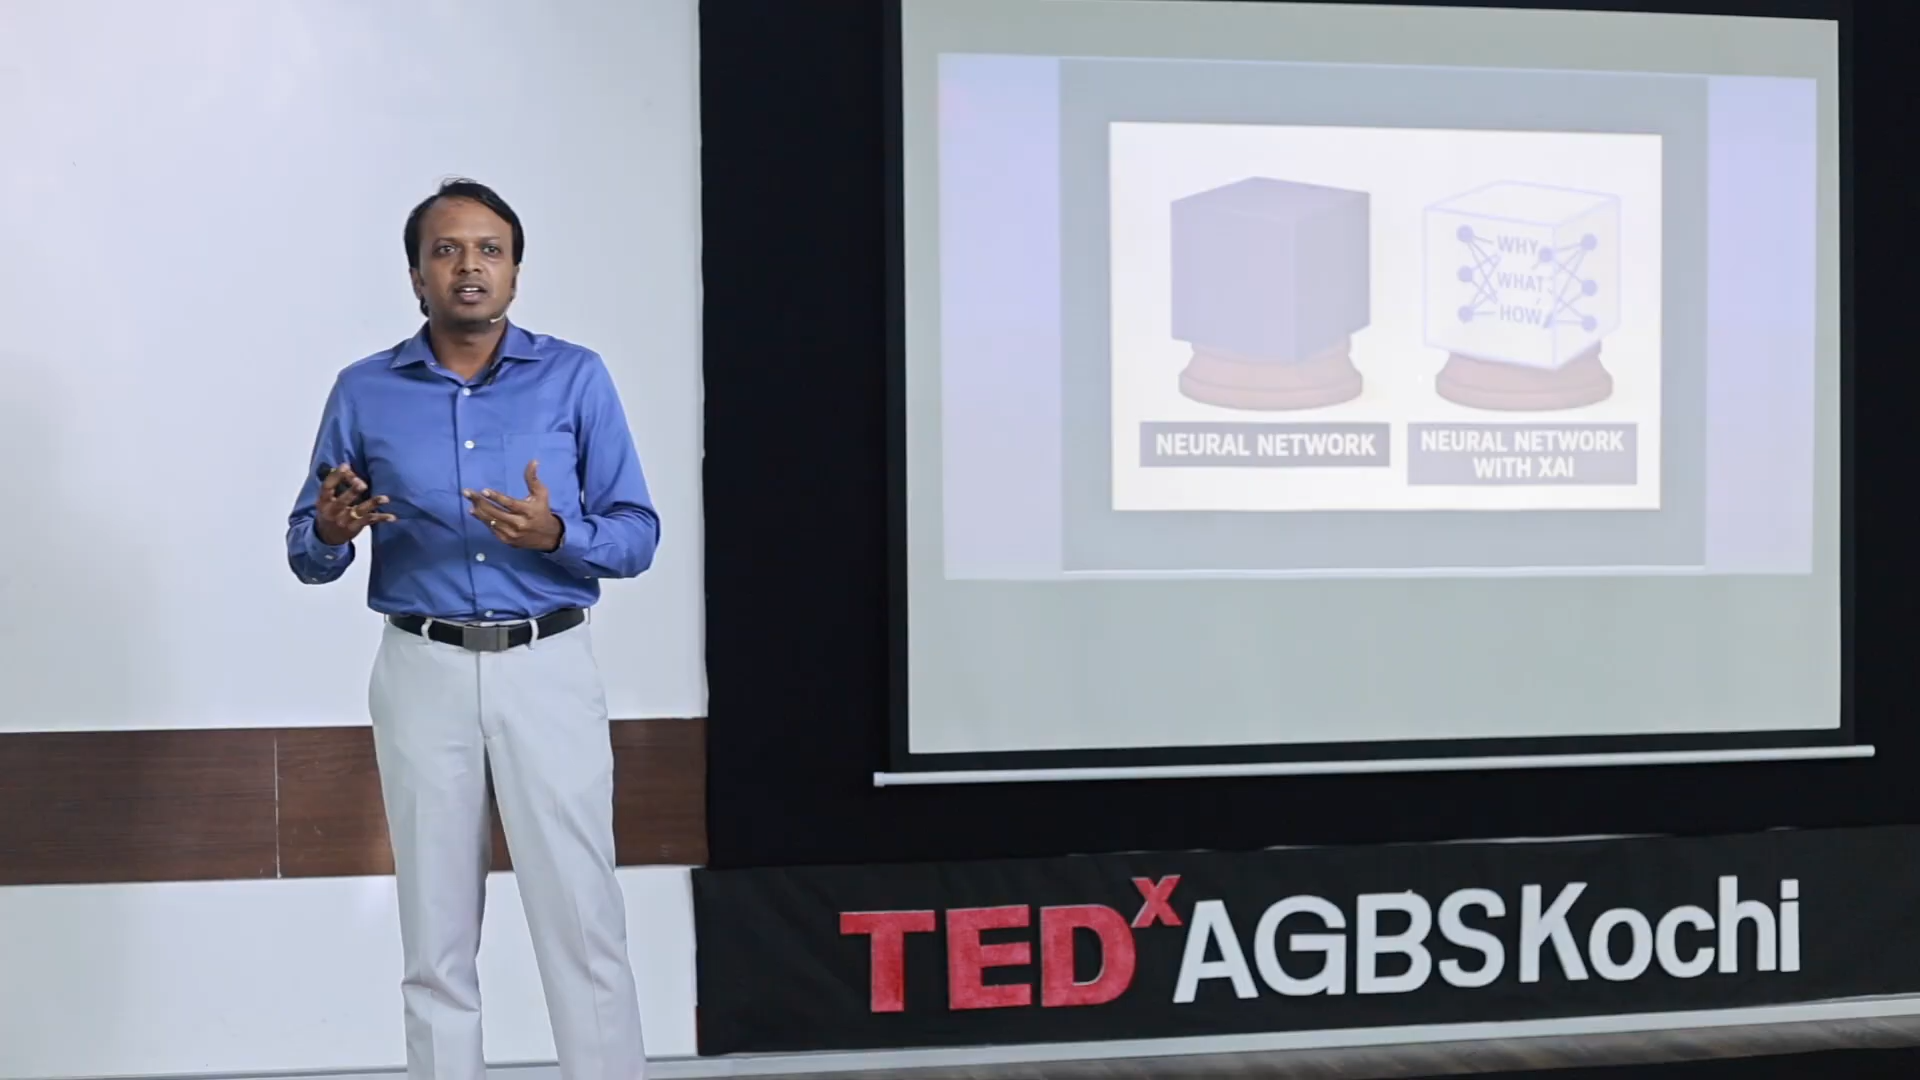 WHY
WHAT
HOW
NEURAL NETWORK
NEURAL NETWORK
WITH XAI
TEDxAGBSKochi